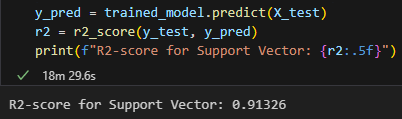 y_pred = trained_model.predict(X_test)
r2 = r2_score(y_test, y_pred)
print(f"R2-score for Support Vector: {r2:.5f}")
✓ 18m 29.6s
R2-score for Support Vector: 0.91326